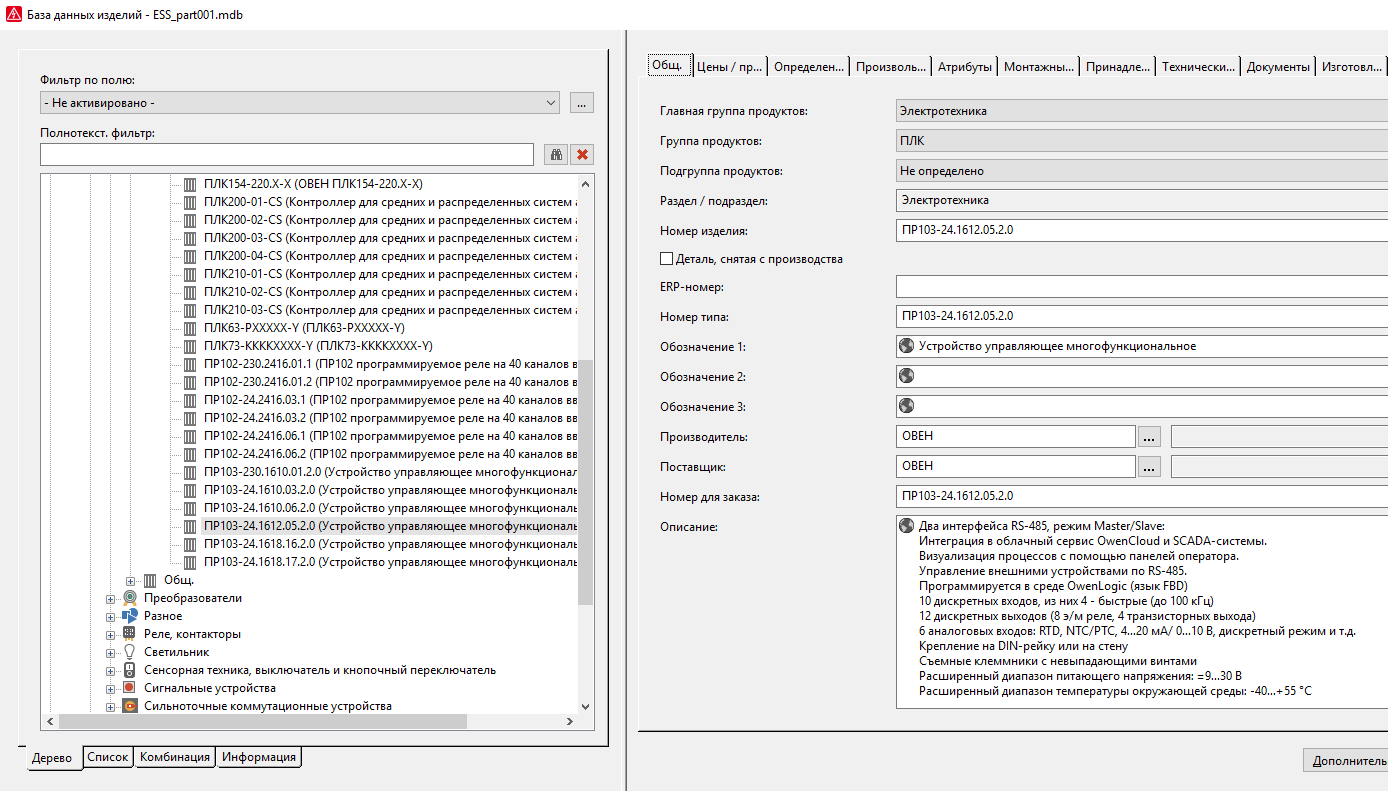 База данных изделий - ESS_part001.mdb
Фильтр по полю:
- Не активировано -
...
Полнотекст. фильтр:
ПЛК154-220.X-X (ОВЕН ПЛК154-220.X-X)
ПЛК200-01-CS (Контроллер для средних и распределенных систем а
ПЛК200-02-CS (Контроллер для средних и распределенных систем а
ПЛК200-03-CS (Контроллер для средних и распределенных систем а
ПЛК200-04-CS (Контроллер для средних и распределенных систем а
ПЛК210-01-CS (Контроллер для средних и распределенных систем а
ПЛК210-02-CS (Контроллер для средних и распределенных систем а
ПЛК210-03-CS (Контроллер для средних и распределенных систем а
ПЛК63-PXXXXX-Y (ПЛК63-PXXXXX-Y)
ПЛК73-KKKKXXXX-Y (ПЛК73-KKKKXXXX-Y)
ПР102-230.2416.01.1 (ПР102 программируемое реле на 40 каналов вв
ПР102-230.2416.01.2 (ПР102 программируемое реле на 40 каналов вв
ПР102-24.2416.03.1 (ПР102 программируемое реле на 40 каналов вв
ПР102-24.2416.03.2 (ПР102 программируемое реле на 40 каналов вв
ПР102-24.2416.06.1 (ПР102 программируемое реле на 40 каналов вв
ПР102-24.2416.06.2 (ПР102 программируемое реле на 40 каналов вв
ПР103-230.1610.01.2.0 (Устройство управляющее многофункционал
ПР103-24.1610.03.2.0 (Устройство управляющее многофункциональ
ПР103-24.1610.06.2.0 (Устройство управляющее многофункциональ
ПР103-24.1612.05.2.0 (Устройство управляющее многофункциональ
ПР103-24.1618.16.2.0 (Устройство управляющее многофункциональ
ПР103-24.1618.17.2.0 (Устройство управляющее многофункциональ
Общ.
Преобразователи
Разное
Реле, контакторы
Светильник
Сенсорная техника, выключатель и кнопочный переключатель
Сигнальные устройства
Сильноточные коммутационные устройства
Дерево
Список
Комбинация
Информация
Общ.
Цены / пр...
Определен...
Произволь...
Атрибуты
Монтажны...
Принадле...
Технически...
Документы
Изготовл...
Главная группа продуктов:
Электротехника
Группа продуктов:
ПЛК
Подгруппа продуктов:
Не определено
Раздел / подраздел:
Электротехника
Номер изделия:
ПР103-24.1612.05.2.0
Деталь, снятая с производства
ERP-номер:
Номер типа:
ПР103-24.1612.05.2.0
Обозначение 1:
Устройство управляющее многофункциональное
Обозначение 2:
Обозначение 3:
Производитель:
ОВЕН
...
Поставщик:
ОВЕН
...
Номер для заказа:
ПР103-24.1612.05.2.0
Описание:
Два интерфейса RS-485, режим Master/Slave:
Интеграция в облачный сервис OwenCloud и SCADA-системы.
Визуализация процессов с помощью панелей оператора.
Управление внешними устройствами по RS-485.
Программируется в среде OwenLogic (язык FBD)
10 дискретных входов, из них 4 - быстрые (до 100 кГц)
12 дискретных выходов (8 э/м реле, 4 транзисторных выхода)
6 аналоговых входов: RTD, NTC/PTC, 4...20 мА/ 0...10 В, дискретный режим и т.д.
Крепление на DIN-рейку или на стену
Съемные клеммники с невыпадающими винтами
Расширенный диапазон питающего напряжения: =9...30 В
Расширенный диапазон температуры окружающей среды: -40...+55 °C
Дополнитель